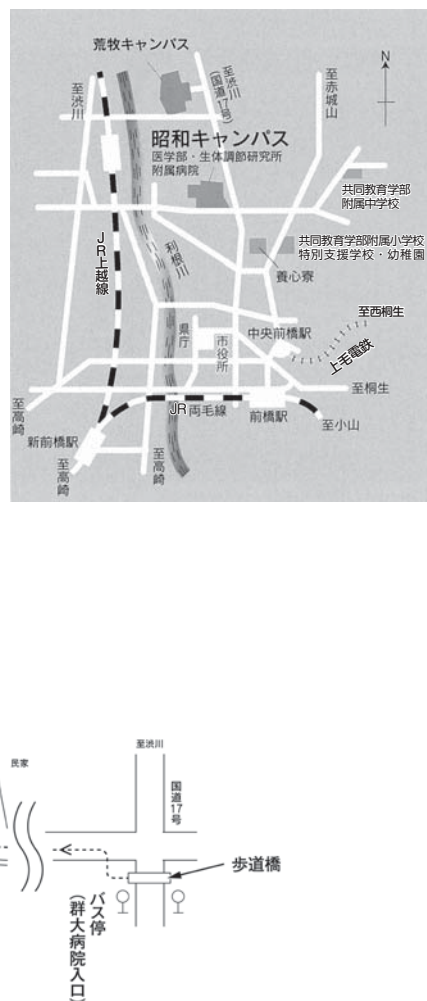 荒牧キャンパス
至渋川
至渋川
(国道17号)
至赤城山
N
昭和キャンパス
医学部・生体調節研究所
附属病院
共同教育学部
附属中学校
JR上越線
利根川
共同教育学部附属小学校
特別支援学校・幼稚園
養心寮
至西桐生
県庁
市役所
中央前橋駅
上毛電鉄
至桐生
至高崎
JR両毛線
前橋駅
至小山
新前橋駅
至高崎
至高崎
至渋川
民家
国道17号
歩道橋
バス停
(群大病院入口)